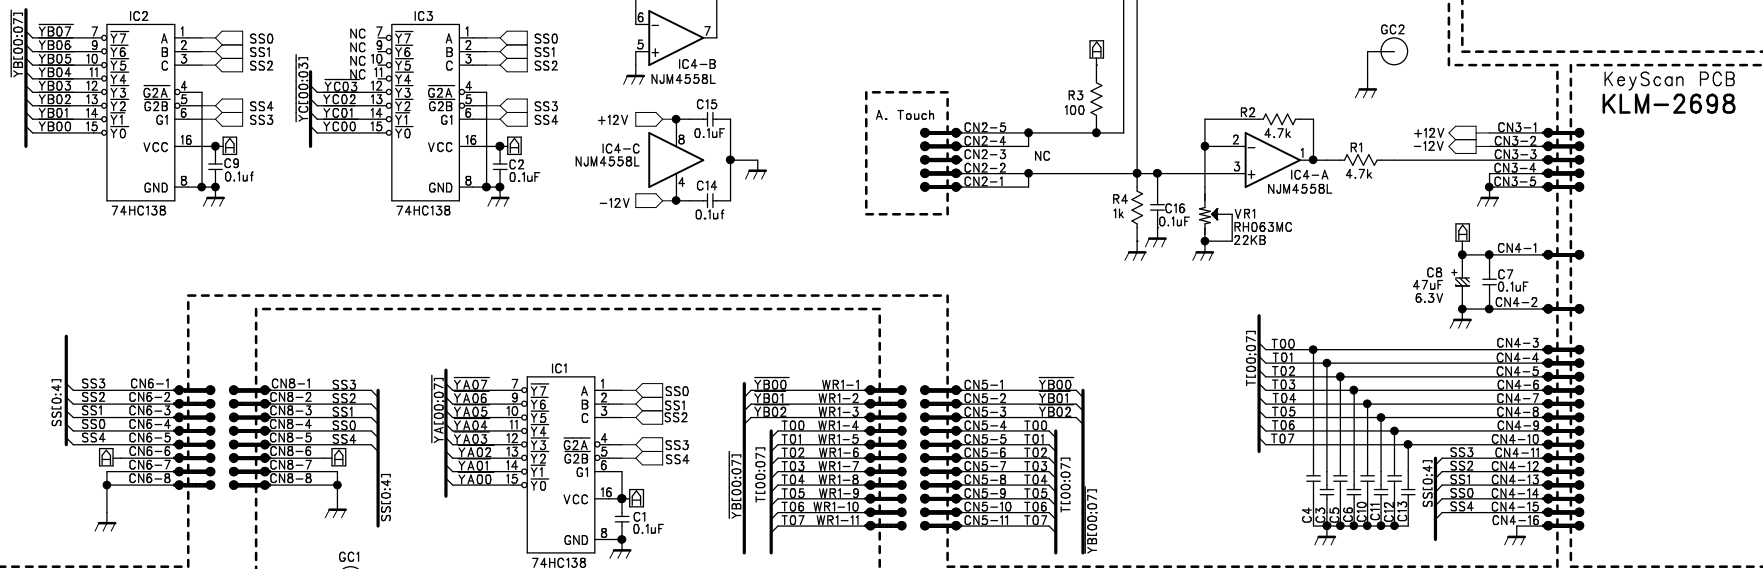 IC2
YB[00:07]
YB07 7 Y7 A 1 SS0
YB06 9 Y6 B 2 SS1
YB05 10 Y5 C 3 SS2
YB04 11 Y4
YB03 12 Y3 G2A 4
YB02 13 Y2 G2B 5 SS4
YB01 14 Y1 G1 6 SS3
YB00 15 Y0
VCC 16 A
C9
0.1uf
GND 8
74HC138
IC3
YC[00:03]
NC 7 Y7 A 1 SS0
NC 9 Y6 B 2 SS1
NC 10 Y5 C 3 SS2
NC 11 Y4
YC03 12 Y3 G2A 4
YC02 13 Y2 G2B 5 SS3
YC01 14 Y1 G1 6 SS4
YC00 15 Y0
VCC 16 A
C2
0.1uF
GND 8
74HC138
6 − 7
5 +
IC4-B
NJM4558L
+12V C15
0.1uF
8
IC4-C
NJM4558L
4
-12V C14
0.1uf
A. Touch
CN2-5
CN2-4
CN2-3 NC
CN2-2
CN2-1
A
R3
100
R4
1k
C16
0.1uF
VR1
RH063MC
22KB
R2
4.7k
2 −
3 +
1
IC4-A
NJM4558L
R1
4.7k
GC2
KeyScan PCB
KLM-2698
+12V CN3-1
-12V CN3-2
CN3-3
CN3-4
CN3-5
A
CN4-1
C8 +
47uF
6.3V
C7
0.1uF
CN4-2
T[00:07]
T00 CN4-3
T01 CN4-4
T02 CN4-5
T03 CN4-6
T04 CN4-7
T05 CN4-8
T06 CN4-9
T07 CN4-10
SS[0:4]
SS3 CN4-11
SS2 CN4-12
SS1 CN4-13
SS0 CN4-14
SS4 CN4-15
CN4-16
C4 C3 C5 C6 C10 C11 C12 C13
SS[0:4]
SS3 CN6-1 CN8-1 SS3
SS2 CN6-2 CN8-2 SS2
SS1 CN6-3 CN8-3 SS1
SS0 CN6-4 CN8-4 SS0
SS4 CN6-5 CN8-5 SS4
A CN6-6 CN8-6 A
CN6-7 CN8-7
CN6-8 CN8-8
SS[0:4]
GC1
IC1
YA[00:07]
YA07 7 Y7 A 1 SS0
YA06 9 Y6 B 2 SS1
YA05 10 Y5 C 3 SS2
YA04 11 Y4
YA03 12 Y3 G2A 4 SS3
YA02 13 Y2 G2B 5 SS4
YA01 14 Y1 G1 6
YA00 15 Y0
VCC 16 A
C1
0.1uF
GND 8
74HC138
YB[00:07]
T[00:07]
YB00 WR1-1 CN5-1 YB00
YB01 WR1-2 CN5-2 YB01
YB02 WR1-3 CN5-3 YB02
T00 WR1-4 CN5-4 T00
T01 WR1-5 CN5-5 T01
T02 WR1-6 CN5-6 T02
T03 WR1-7 CN5-7 T03
T04 WR1-8 CN5-8 T04
T05 WR1-9 CN5-9 T05
T06 WR1-10 CN5-10 T06
T07 WR1-11 CN5-11 T07
T[00:07]
YB[00:07]